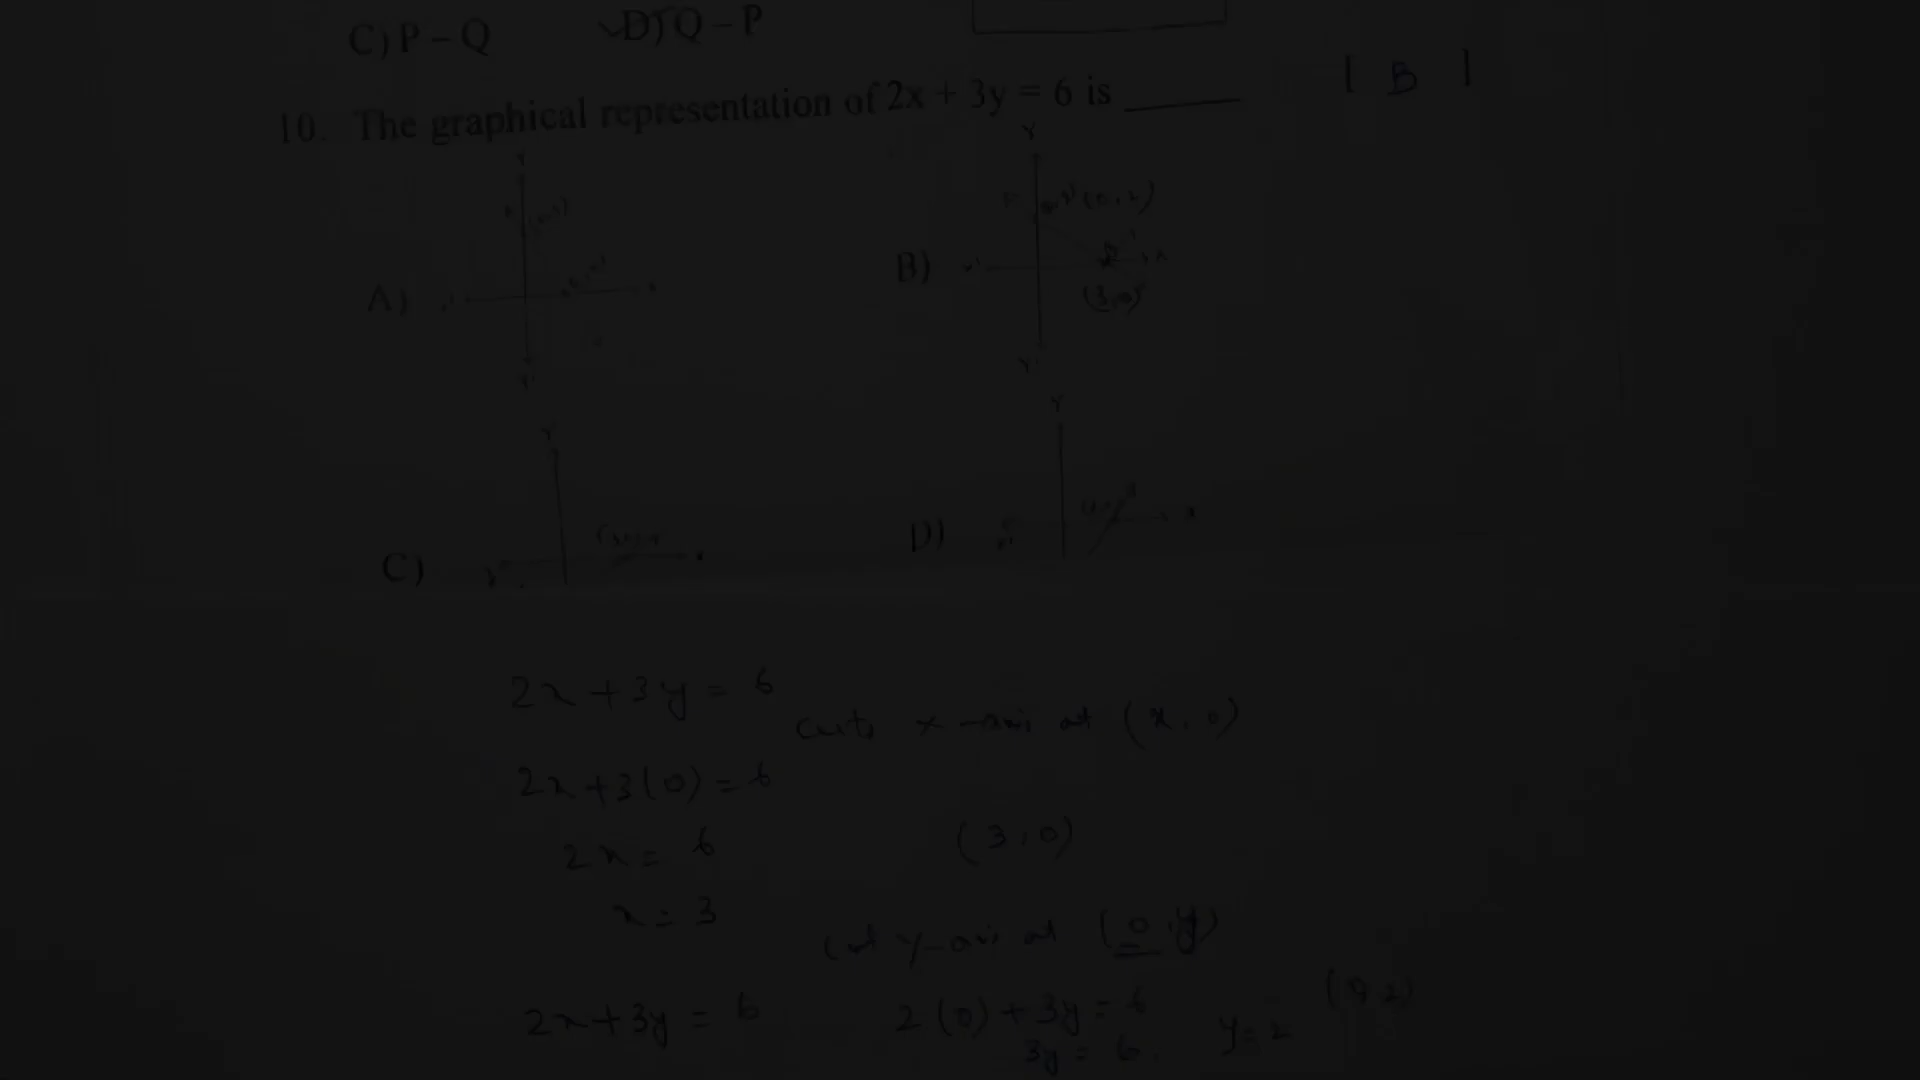 C) P – Q D) Q – P
10. The graphical representation of 2x + 3y = 6 is ______ [ B ]
Y Y
(0,2)
A) B) X' X
(3,0)
Y' Y'
Y Y
C) D) X
2x + 3y = 6
cuts x-axis at (x, 0)
2x + 3(0) = 6
2x = 6 (3, 0)
x = 3
cut y-axis at (0, y)
2x + 3y = 6 2(0) + 3y = 6 (0,2)
3y = 6. y = 2